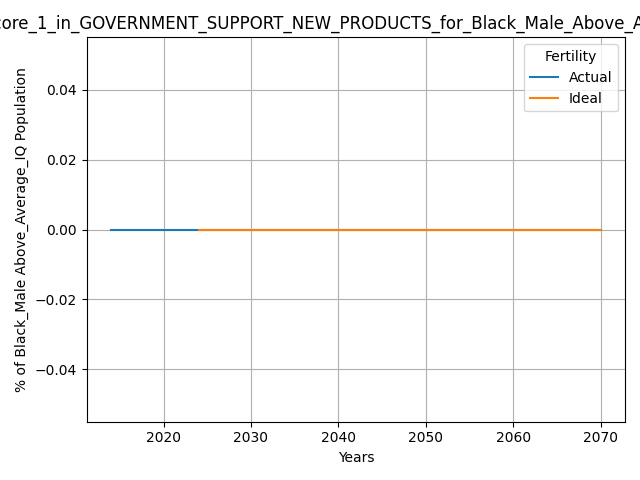 core_1_in_GOVERNMENT_SUPPORT_NEW_PRODUCTS_for_Black_Male_Above_A
Fertility
Actual
Ideal
0.04
0.02
0.00
−0.02
−0.04
% of Black_Male Above_Average_IQ Population
2020 2030 2040 2050 2060 2070
Years